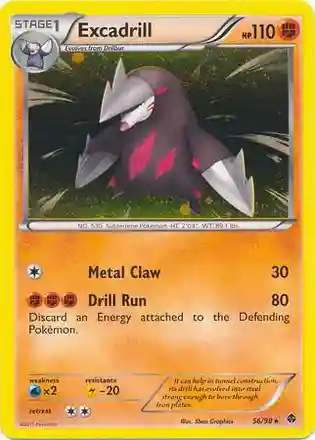 STAGE1
Excadrill
HP110
Evolves from Drilbur
NO. 530 Subterrene Pokémon HT: 2'04" WT: 89.1 lbs.
Metal Claw 30
Drill Run 80
Discard an Energy attached to the Defending
Pokémon.
weakness resistance
×2 -20
retreat
It can help in tunnel construction,
its drill has evolved into steel
strong enough to bore through
iron plates.
Illus. 5ban Graphics 56/98 ★